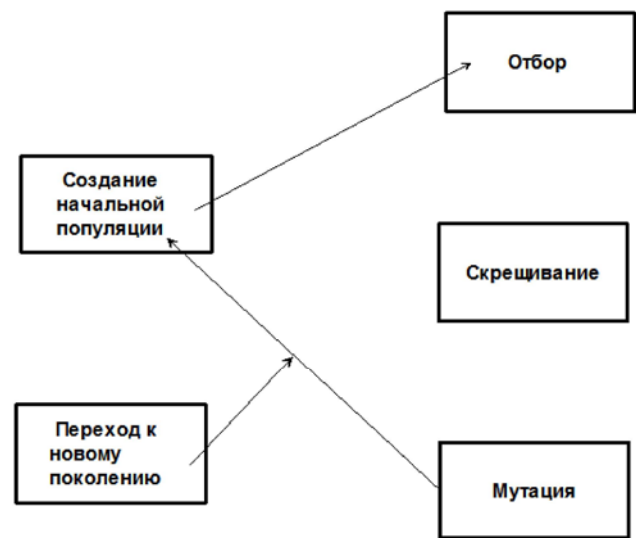 Отбор
Создание
начальной
популяции
Скрещивание
Переход к
новому
поколению
Мутация